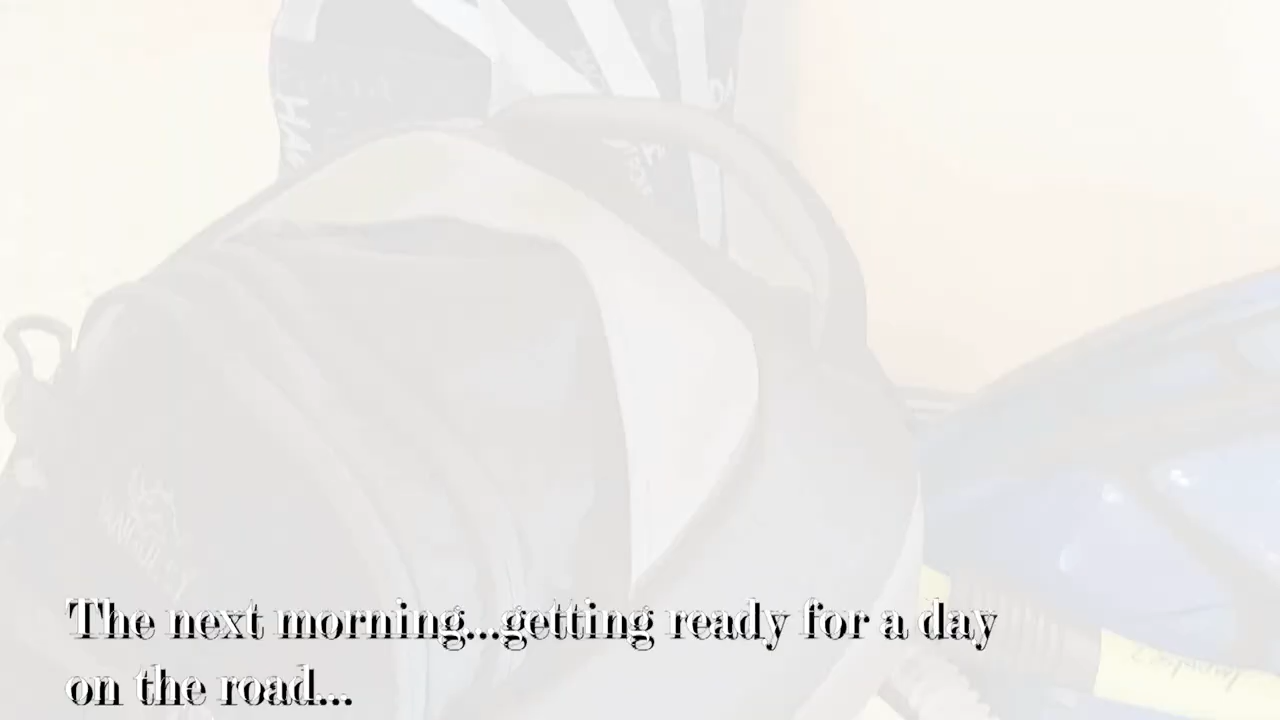 The next morning...getting ready for a day
on the road...